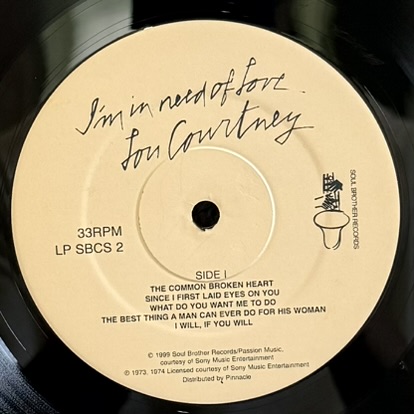 I'm in need of Love.
Lou Courtney
SOUL BROTHER RECORDS
33RPM
LP SBCS 2
SIDE I
THE COMMON BROKEN HEART
SINCE I FIRST LAID EYES ON YOU
WHAT DO YOU WANT ME TO DO
THE BEST THING A MAN CAN EVER DO FOR HIS WOMAN
I WILL, IF YOU WILL
© 1999 Soul Brother Records/Passion Music,
courtesy of Sony Music Entertainment
℗ 1973, 1974 Licensed courtesy of Sony Music Entertainment
Distributed by Pinnacle